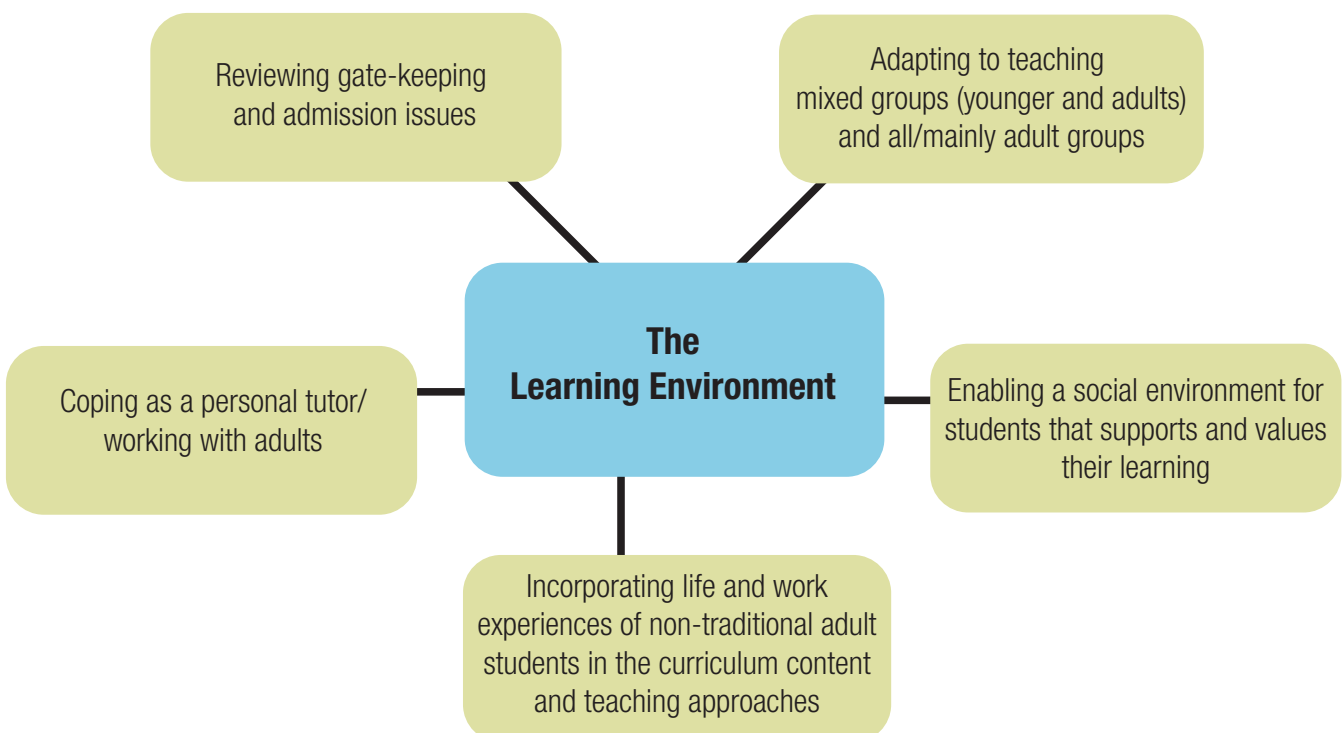 Reviewing gate-keeping
and admission issues
Adapting to teaching
mixed groups (younger and adults)
and all/mainly adult groups
The
Learning Environment
Coping as a personal tutor/
working with adults
Enabling a social environment for
students that supports and values
their learning
Incorporating life and work
experiences of non-traditional adult
students in the curriculum content
and teaching approaches